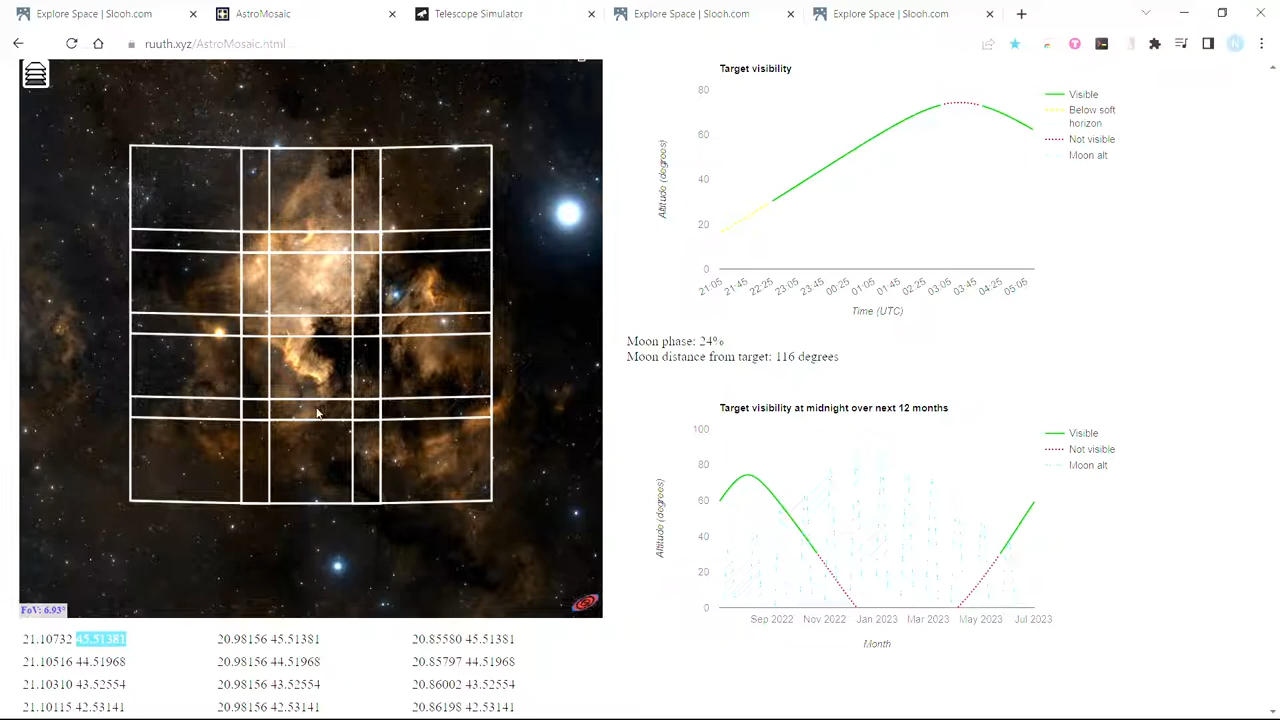 Explore Space | Slooh.com
AstroMosaic
Telescope Simulator
Explore Space | Slooh.com
Explore Space | Slooh.com
ruuth.xyz/AstroMosaic.html
FoV: 6.93°
21.10732 45.51381 20.98156 45.51381 20.85580 45.51381
21.10516 44.51968 20.98156 44.51968 20.85797 44.51968
21.10310 43.52554 20.98156 43.52554 20.86002 43.52554
21.10115 42.53141 20.98156 42.53141 20.86198 42.53141
Target visibility
80
60
40
20
0
Altitude (degrees)
21:05 21:45 22:25 23:05 23:45 00:25 01:05 01:45 02:25 03:05 03:45 04:25 05:05
Time (UTC)
Visible
Below soft
horizon
Not visible
Moon alt
Moon phase: 24%
Moon distance from target: 116 degrees
Target visibility at midnight over next 12 months
100
80
60
40
20
0
Altitude (degrees)
Sep 2022 Nov 2022 Jan 2023 Mar 2023 May 2023 Jul 2023
Month
Visible
Not visible
Moon alt